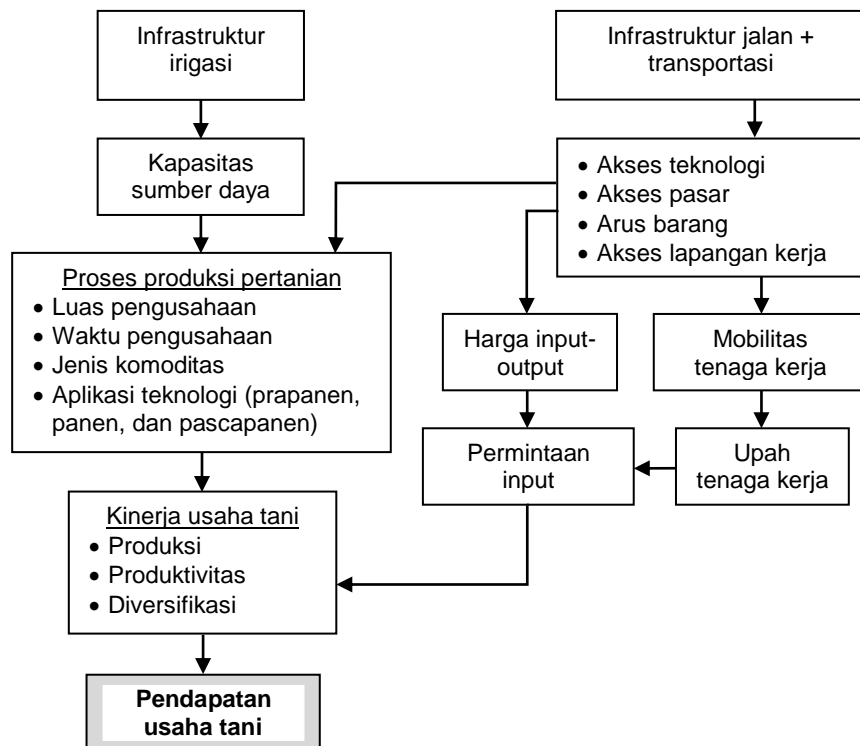 Infrastruktur
irigasi
Infrastruktur jalan +
transportasi
Kapasitas
sumber daya
• Akses teknologi
• Akses pasar
• Arus barang
• Akses lapangan kerja
Proses produksi pertanian
• Luas pengusahaan
• Waktu pengusahaan
• Jenis komoditas
• Aplikasi teknologi (prapanen,
panen, dan pascapanen)
Harga input-
output
Mobilitas
tenaga kerja
Permintaan
input
Upah
tenaga kerja
Kinerja usaha tani
• Produksi
• Produktivitas
• Diversifikasi
Pendapatan
usaha tani